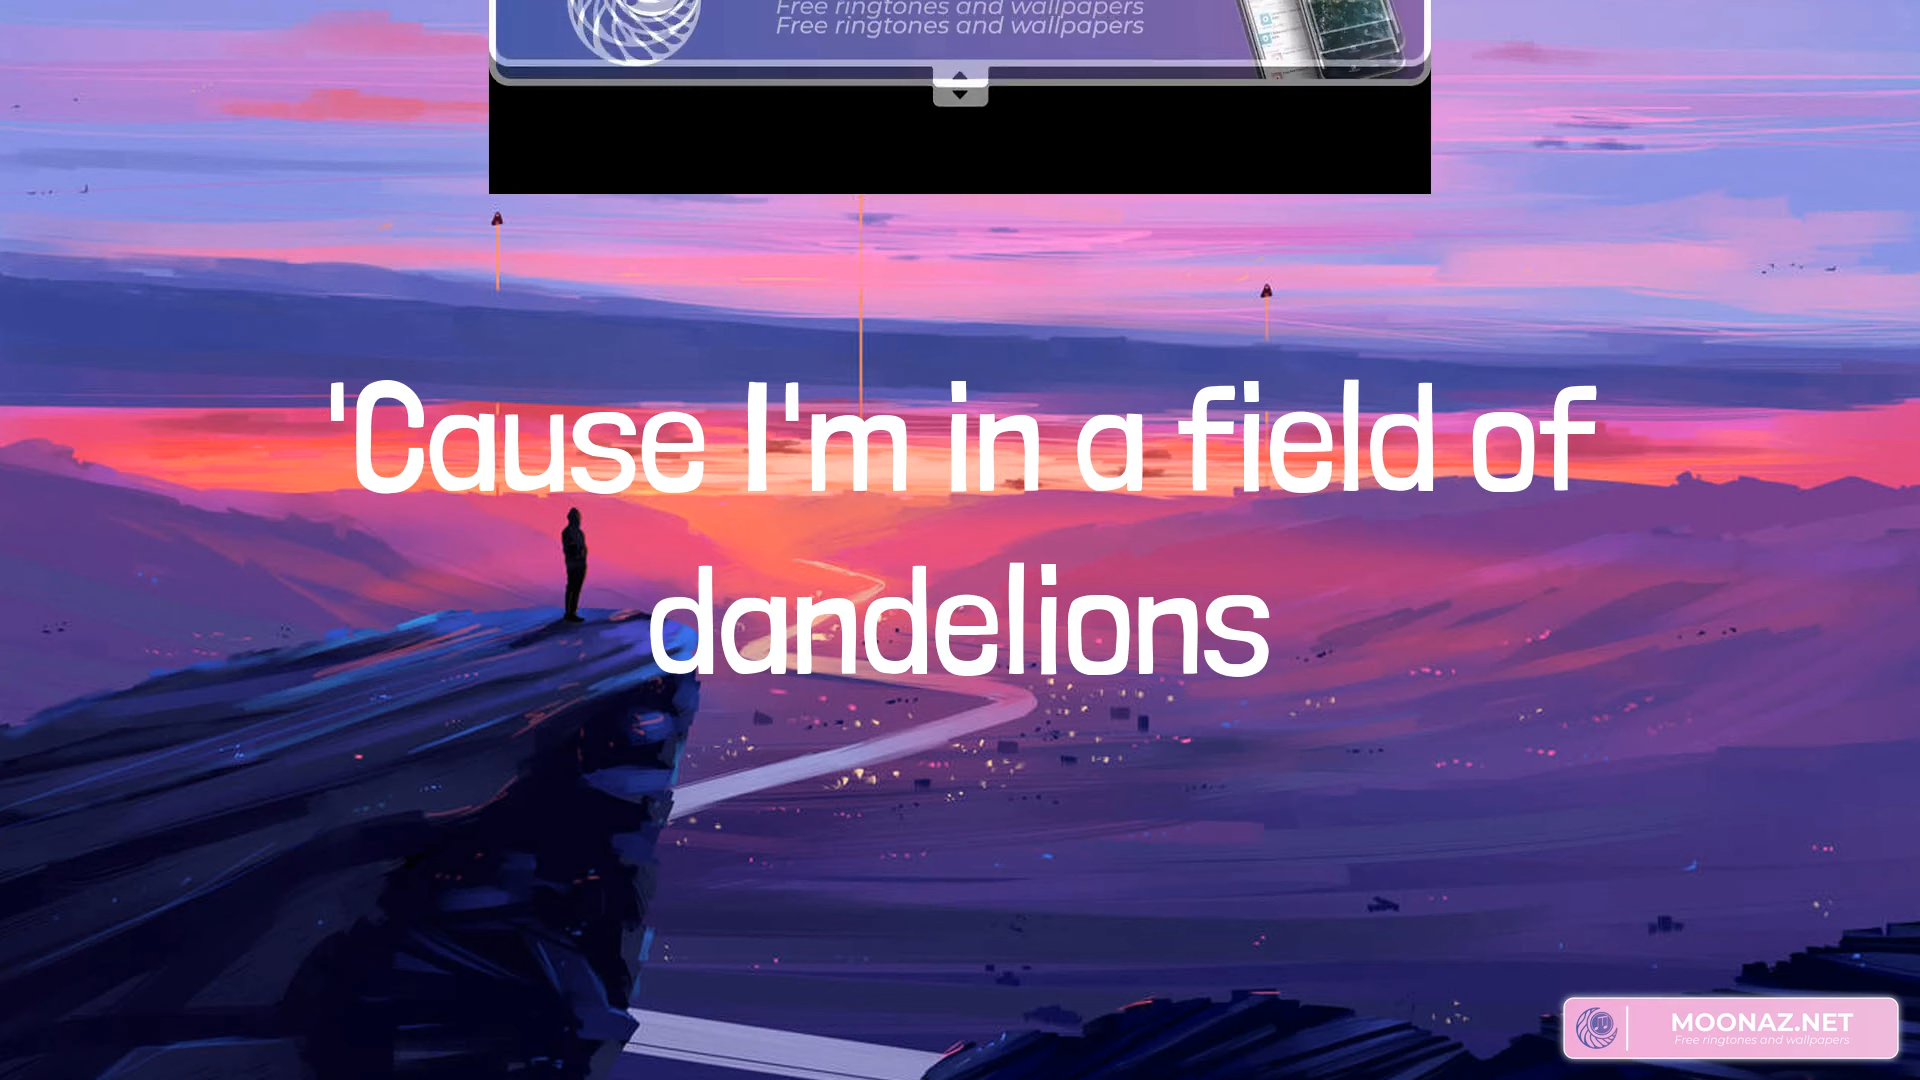 Free ringtones and wallpapers
Free ringtones and wallpapers
'Cause I'm in a field of
dandelions
MOONAZ.NET
Free ringtones and wallpapers